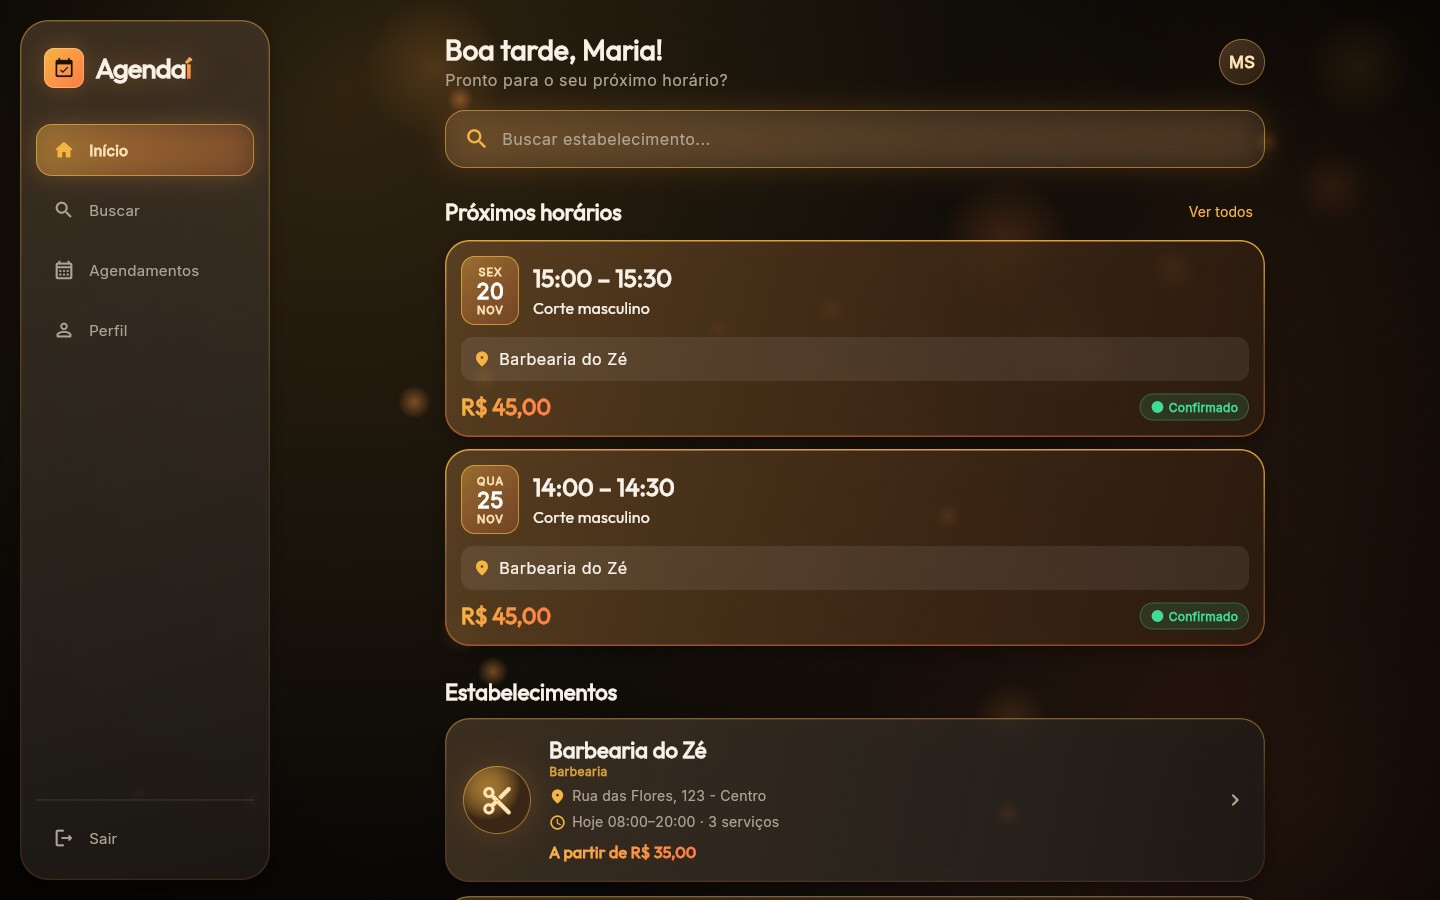 Agendaí
Início
Buscar
Agendamentos
Perfil
Sair
Boa tarde, Maria!
Pronto para o seu próximo horário?
MS
Buscar estabelecimento...
Próximos horários
Ver todos
SEX
20
NOV
15:00 – 15:30
Corte masculino
Barbearia do Zé
R$ 45,00
Confirmado
QUA
25
NOV
14:00 – 14:30
Corte masculino
Barbearia do Zé
R$ 45,00
Confirmado
Estabelecimentos
Barbearia do Zé
Barbearia
Rua das Flores, 123 - Centro
Hoje 08:00–20:00 · 3 serviços
A partir de R$ 35,00